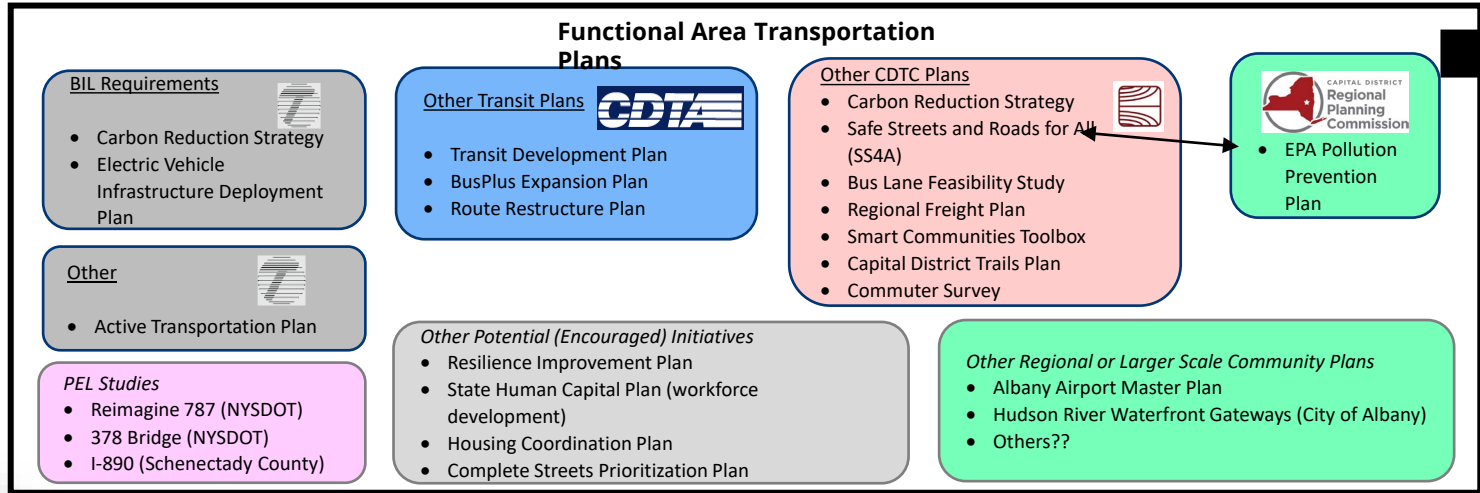 Functional Area Transportation
Plans
BIL Requirements
• Carbon Reduction Strategy
• Electric Vehicle
Infrastructure Deployment
Plan
Other
• Active Transportation Plan
PEL Studies
• Reimagine 787 (NYSDOT)
• 378 Bridge (NYSDOT)
• I-890 (Schenectady County)
Other Transit Plans
CDTA
• Transit Development Plan
• BusPlus Expansion Plan
• Route Restructure Plan
Other CDTC Plans
• Carbon Reduction Strategy
• Safe Streets and Roads for All
(SS4A)
• Bus Lane Feasibility Study
• Regional Freight Plan
• Smart Communities Toolbox
• Capital District Trails Plan
• Commuter Survey
CAPITAL DISTRICT
Regional
Planning
Commission
• EPA Pollution
Prevention
Plan
Other Potential (Encouraged) Initiatives
• Resilience Improvement Plan
• State Human Capital Plan (workforce
development)
• Housing Coordination Plan
• Complete Streets Prioritization Plan
Other Regional or Larger Scale Community Plans
• Albany Airport Master Plan
• Hudson River Waterfront Gateways (City of Albany)
• Others??